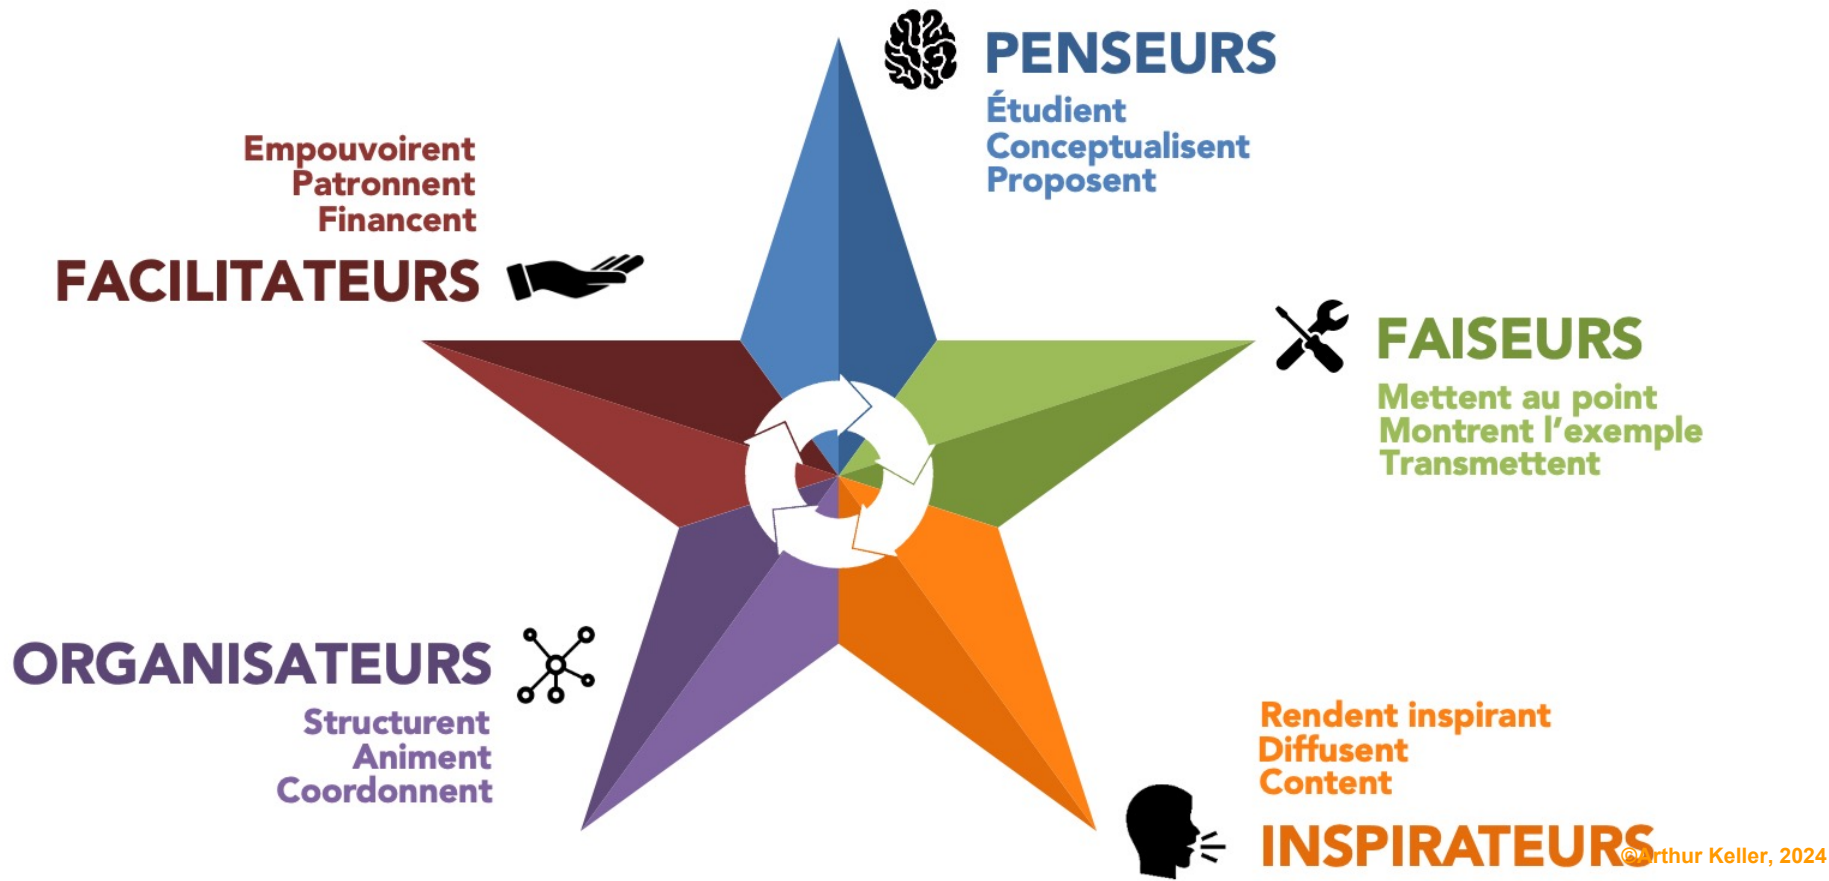 PENSEURS
Étudient
Conceptualisent
Proposent
Empouvoirent
Patronnent
Financent
FACILITATEURS
FAISEURS
Mettent au point
Montrent l’exemple
Transmettent
ORGANISATEURS
Structurent
Animent
Coordonnent
Rendent inspirant
Diffusent
Content
INSPIRATEURS
©Arthur Keller, 2024